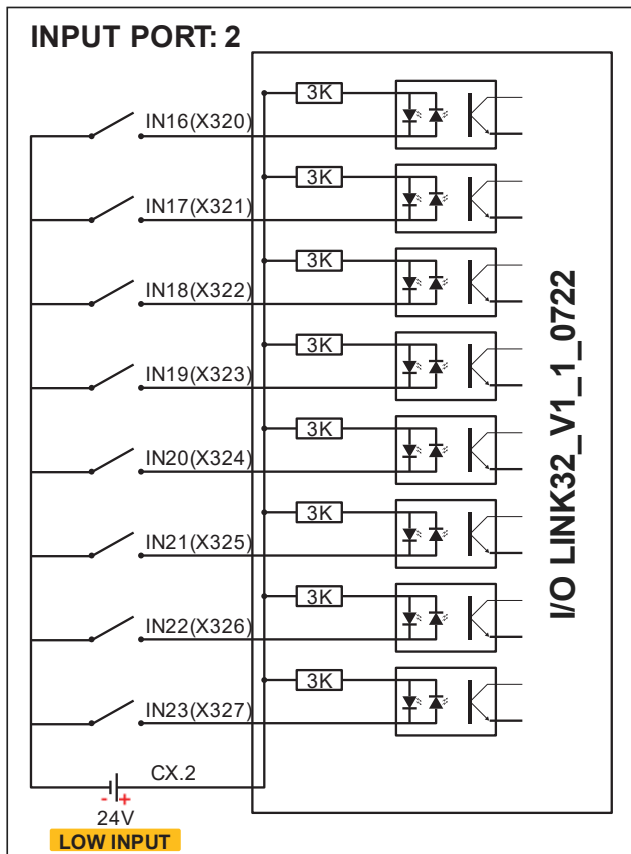 INPUT PORT: 2
3K
IN16(X320)
3K
IN17(X321)
3K
IN18(X322)
3K
IN19(X323)
3K
IN20(X324)
3K
IN21(X325)
3K
IN22(X326)
3K
IN23(X327)
I/O LINK32_V1_1_0722
CX.2
- +
24V
LOW INPUT